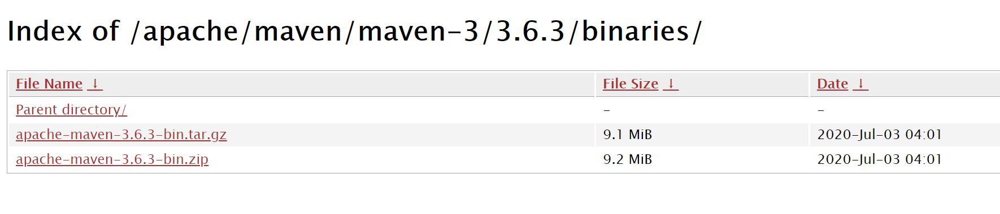 Index of /apache/maven/maven-3/3.6.3/binaries/
File Name ↓ File Size ↓ Date ↓
Parent directory/ - -
apache-maven-3.6.3-bin.tar.gz 9.1 MiB 2020-Jul-03 04:01
apache-maven-3.6.3-bin.zip 9.2 MiB 2020-Jul-03 04:01